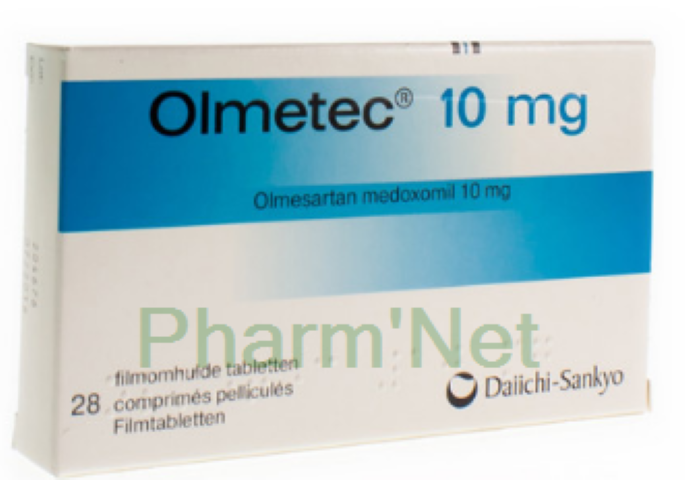 Olmetec® 10 mg
Olmesartan medoxomil 10 mg
Pharm'Net
filmomhulde tabletten
28 comprimés pelliculés
Filmtabletten
Daiichi-Sankyo